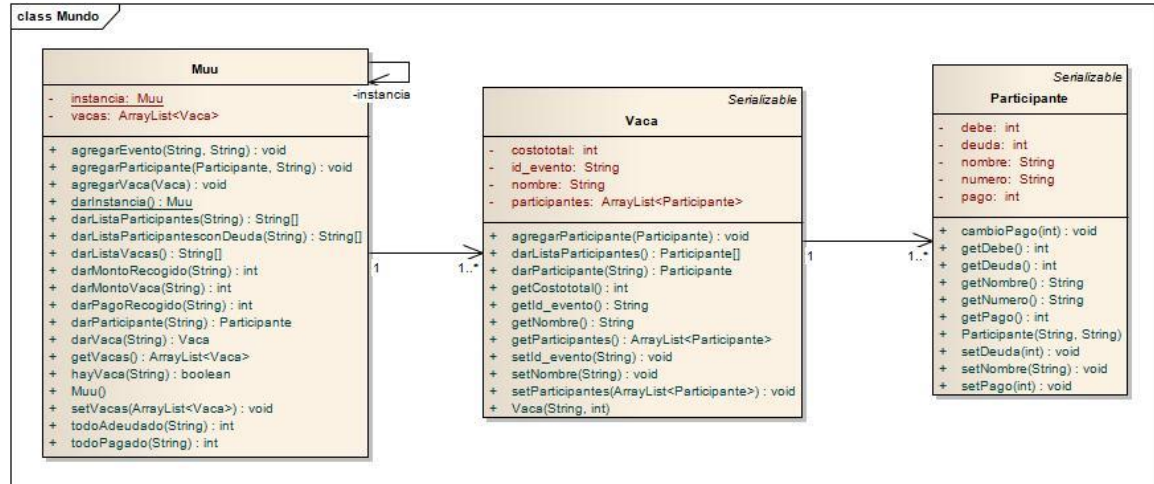 class Mundo
Muu
- instancia: Muu
- vacas: ArrayList<Vaca>
+ agregarEvento(String, String) : void
+ agregarParticipante(Participante, String) : void
+ agregarVaca(Vaca) : void
+ darInstancia() : Muu
+ darListaParticipantes(String) : String[]
+ darListaParticipantesconDeuda(String) : String[]
+ darListaVacas() : String[]
+ darMontoRecogido(String) : int
+ darMontoVaca(String) : int
+ darPagoRecogido(String) : int
+ darParticipante(String) : Participante
+ darVaca(String) : Vaca
+ getVacas() : ArrayList<Vaca>
+ hayVaca(String) : boolean
+ Muu()
+ setVacas(ArrayList<Vaca>) : void
+ todoAdeudado(String) : int
+ todoPagado(String) : int
-instancia
1
1..*
Serializable
Vaca
- costototal: int
- id_evento: String
- nombre: String
- participantes: ArrayList<Participante>
+ agregarParticipante(Participante) : void
+ darListaParticipantes() : Participante[]
+ darParticipante(String) : Participante
+ getCostototal() : int
+ getId_evento() : String
+ getNombre() : String
+ getParticipantes() : ArrayList<Participante>
+ setId_evento(String) : void
+ setNombre(String) : void
+ setParticipantes(ArrayList<Participante>) : void
+ Vaca(String, int)
1
1..*
Serializable
Participante
- debe: int
- deuda: int
- nombre: String
- numero: String
- pago: int
+ cambioPago(int) : void
+ getDebe() : int
+ getDeuda() : int
+ getNombre() : String
+ getNumero() : String
+ getPago() : int
+ Participante(String, String)
+ setDeuda(int) : void
+ setNombre(String) : void
+ setPago(int) : void